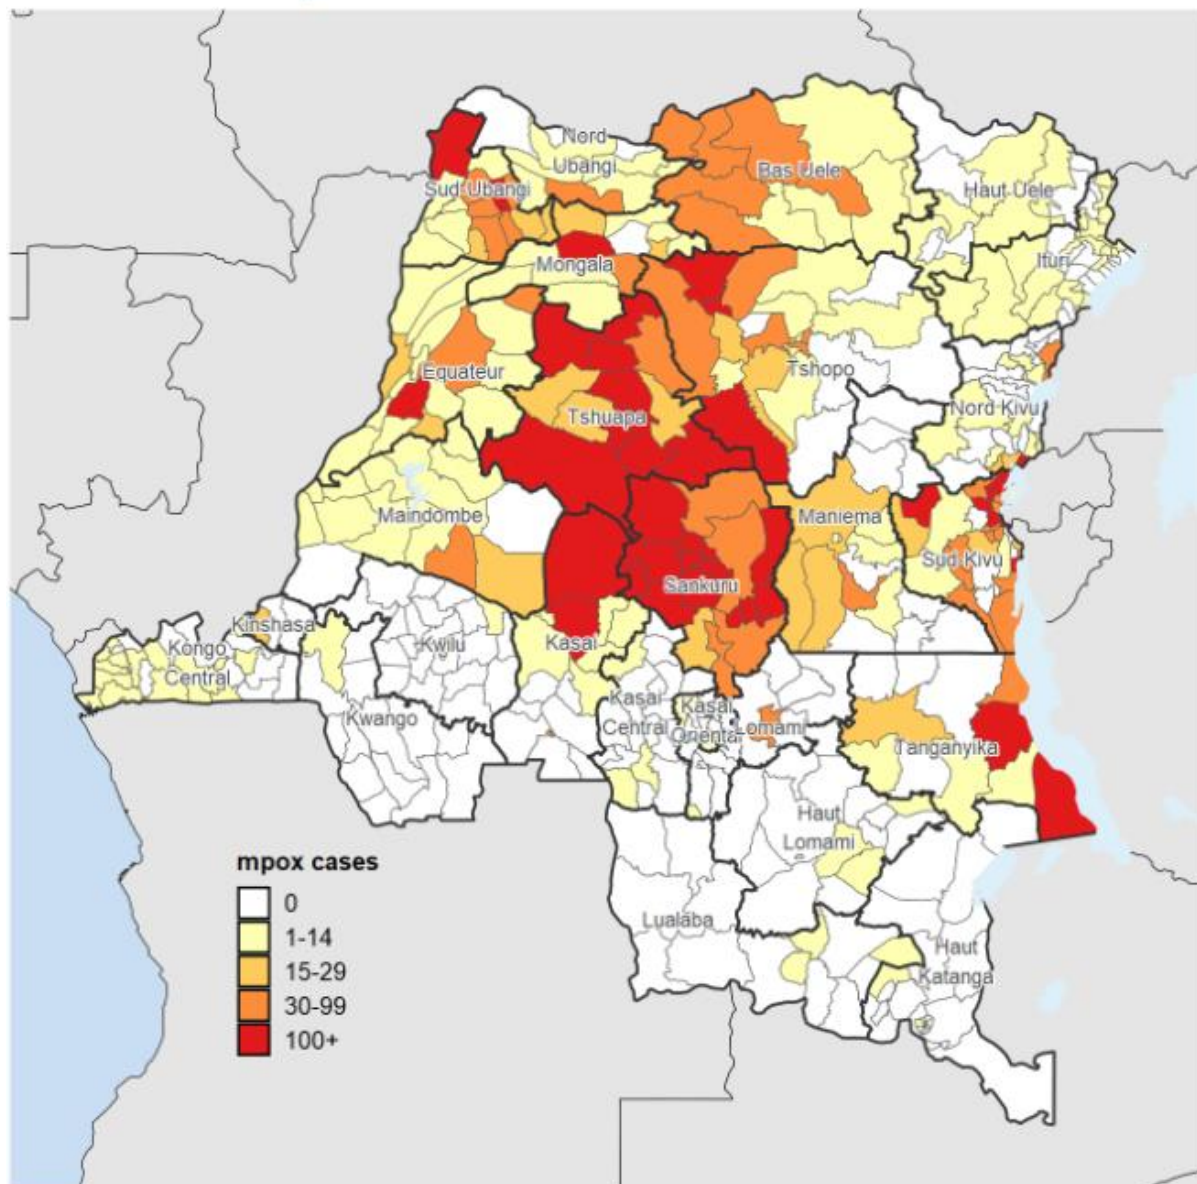 Nord
Ubangi
Sud-Ubangi
Bas Uele
Haut Uele
Ituri
Mongala
Equateur
Tshopo
Tshuapa
Nord Kivu
Maindombe
Maniema
Sud Kivu
Sankuru
Kinshasa
Kongo
Central
Kwilu
Kasai
Kwango
Kasai
Central
Kasai
Oriental
Lomami
Tanganyika
Haut
Lomami
Lualaba
Haut
Katanga
mpox cases
0
1-14
15-29
30-99
100+